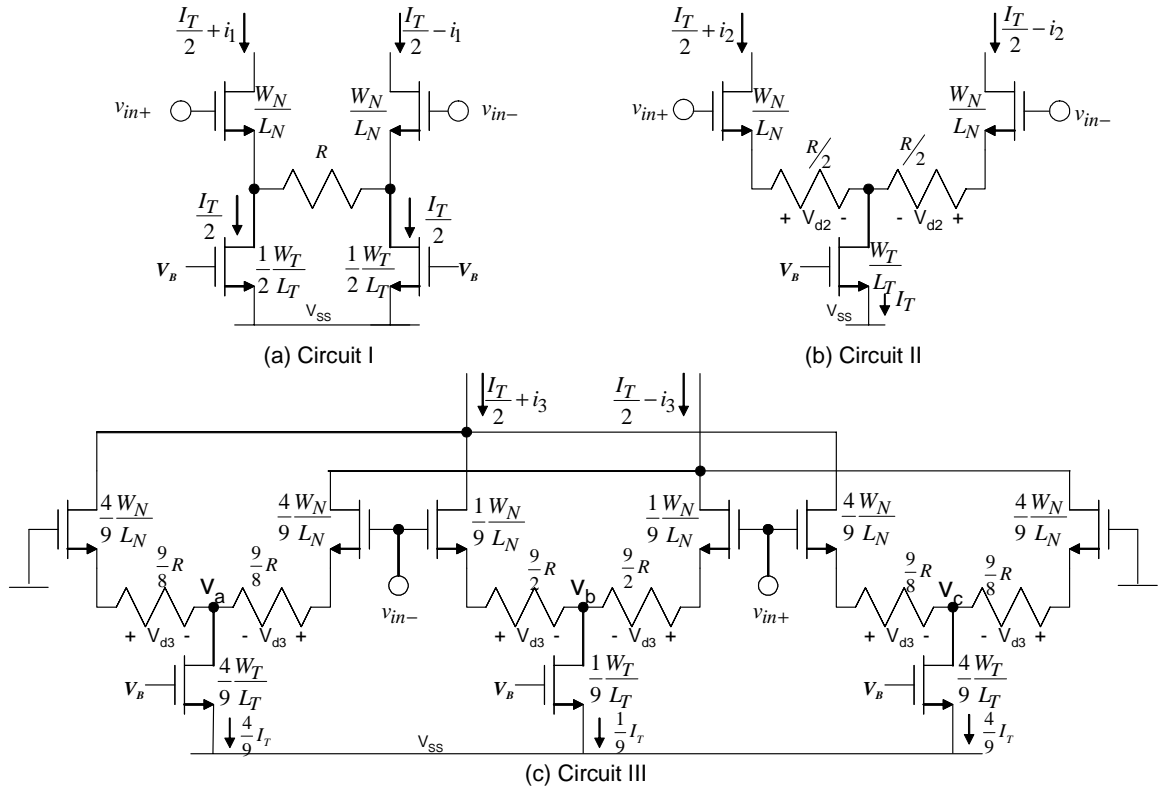 I_T/2 + i_1
I_T/2 − i_1
v_in+
W_N/L_N
W_N/L_N
v_in−
R
I_T/2
I_T/2
V_B
1/2 W_T/L_T
1/2 W_T/L_T
V_B
V_SS
(a) Circuit I
I_T/2 + i_2
I_T/2 − i_2
v_in+
W_N/L_N
W_N/L_N
v_in−
R/2
R/2
+ V_d2 -
- V_d2 +
V_B
W_T/L_T
V_SS
I_T
(b) Circuit II
I_T/2 + i_3
I_T/2 − i_3
4/9 W_N/L_N
4/9 W_N/L_N
1/9 W_N/L_N
1/9 W_N/L_N
4/9 W_N/L_N
4/9 W_N/L_N
9/8 R
V_a
9/8 R
v_in−
9/2 R
V_b
9/2 R
v_in+
9/8 R
V_c
9/8 R
+ V_d3 -
- V_d3 +
+ V_d3 -
- V_d3 +
+ V_d3 -
- V_d3 +
V_B
4/9 W_T/L_T
V_B
1/9 W_T/L_T
V_B
4/9 W_T/L_T
4/9 I_T
V_SS
1/9 I_T
4/9 I_T
(c) Circuit III